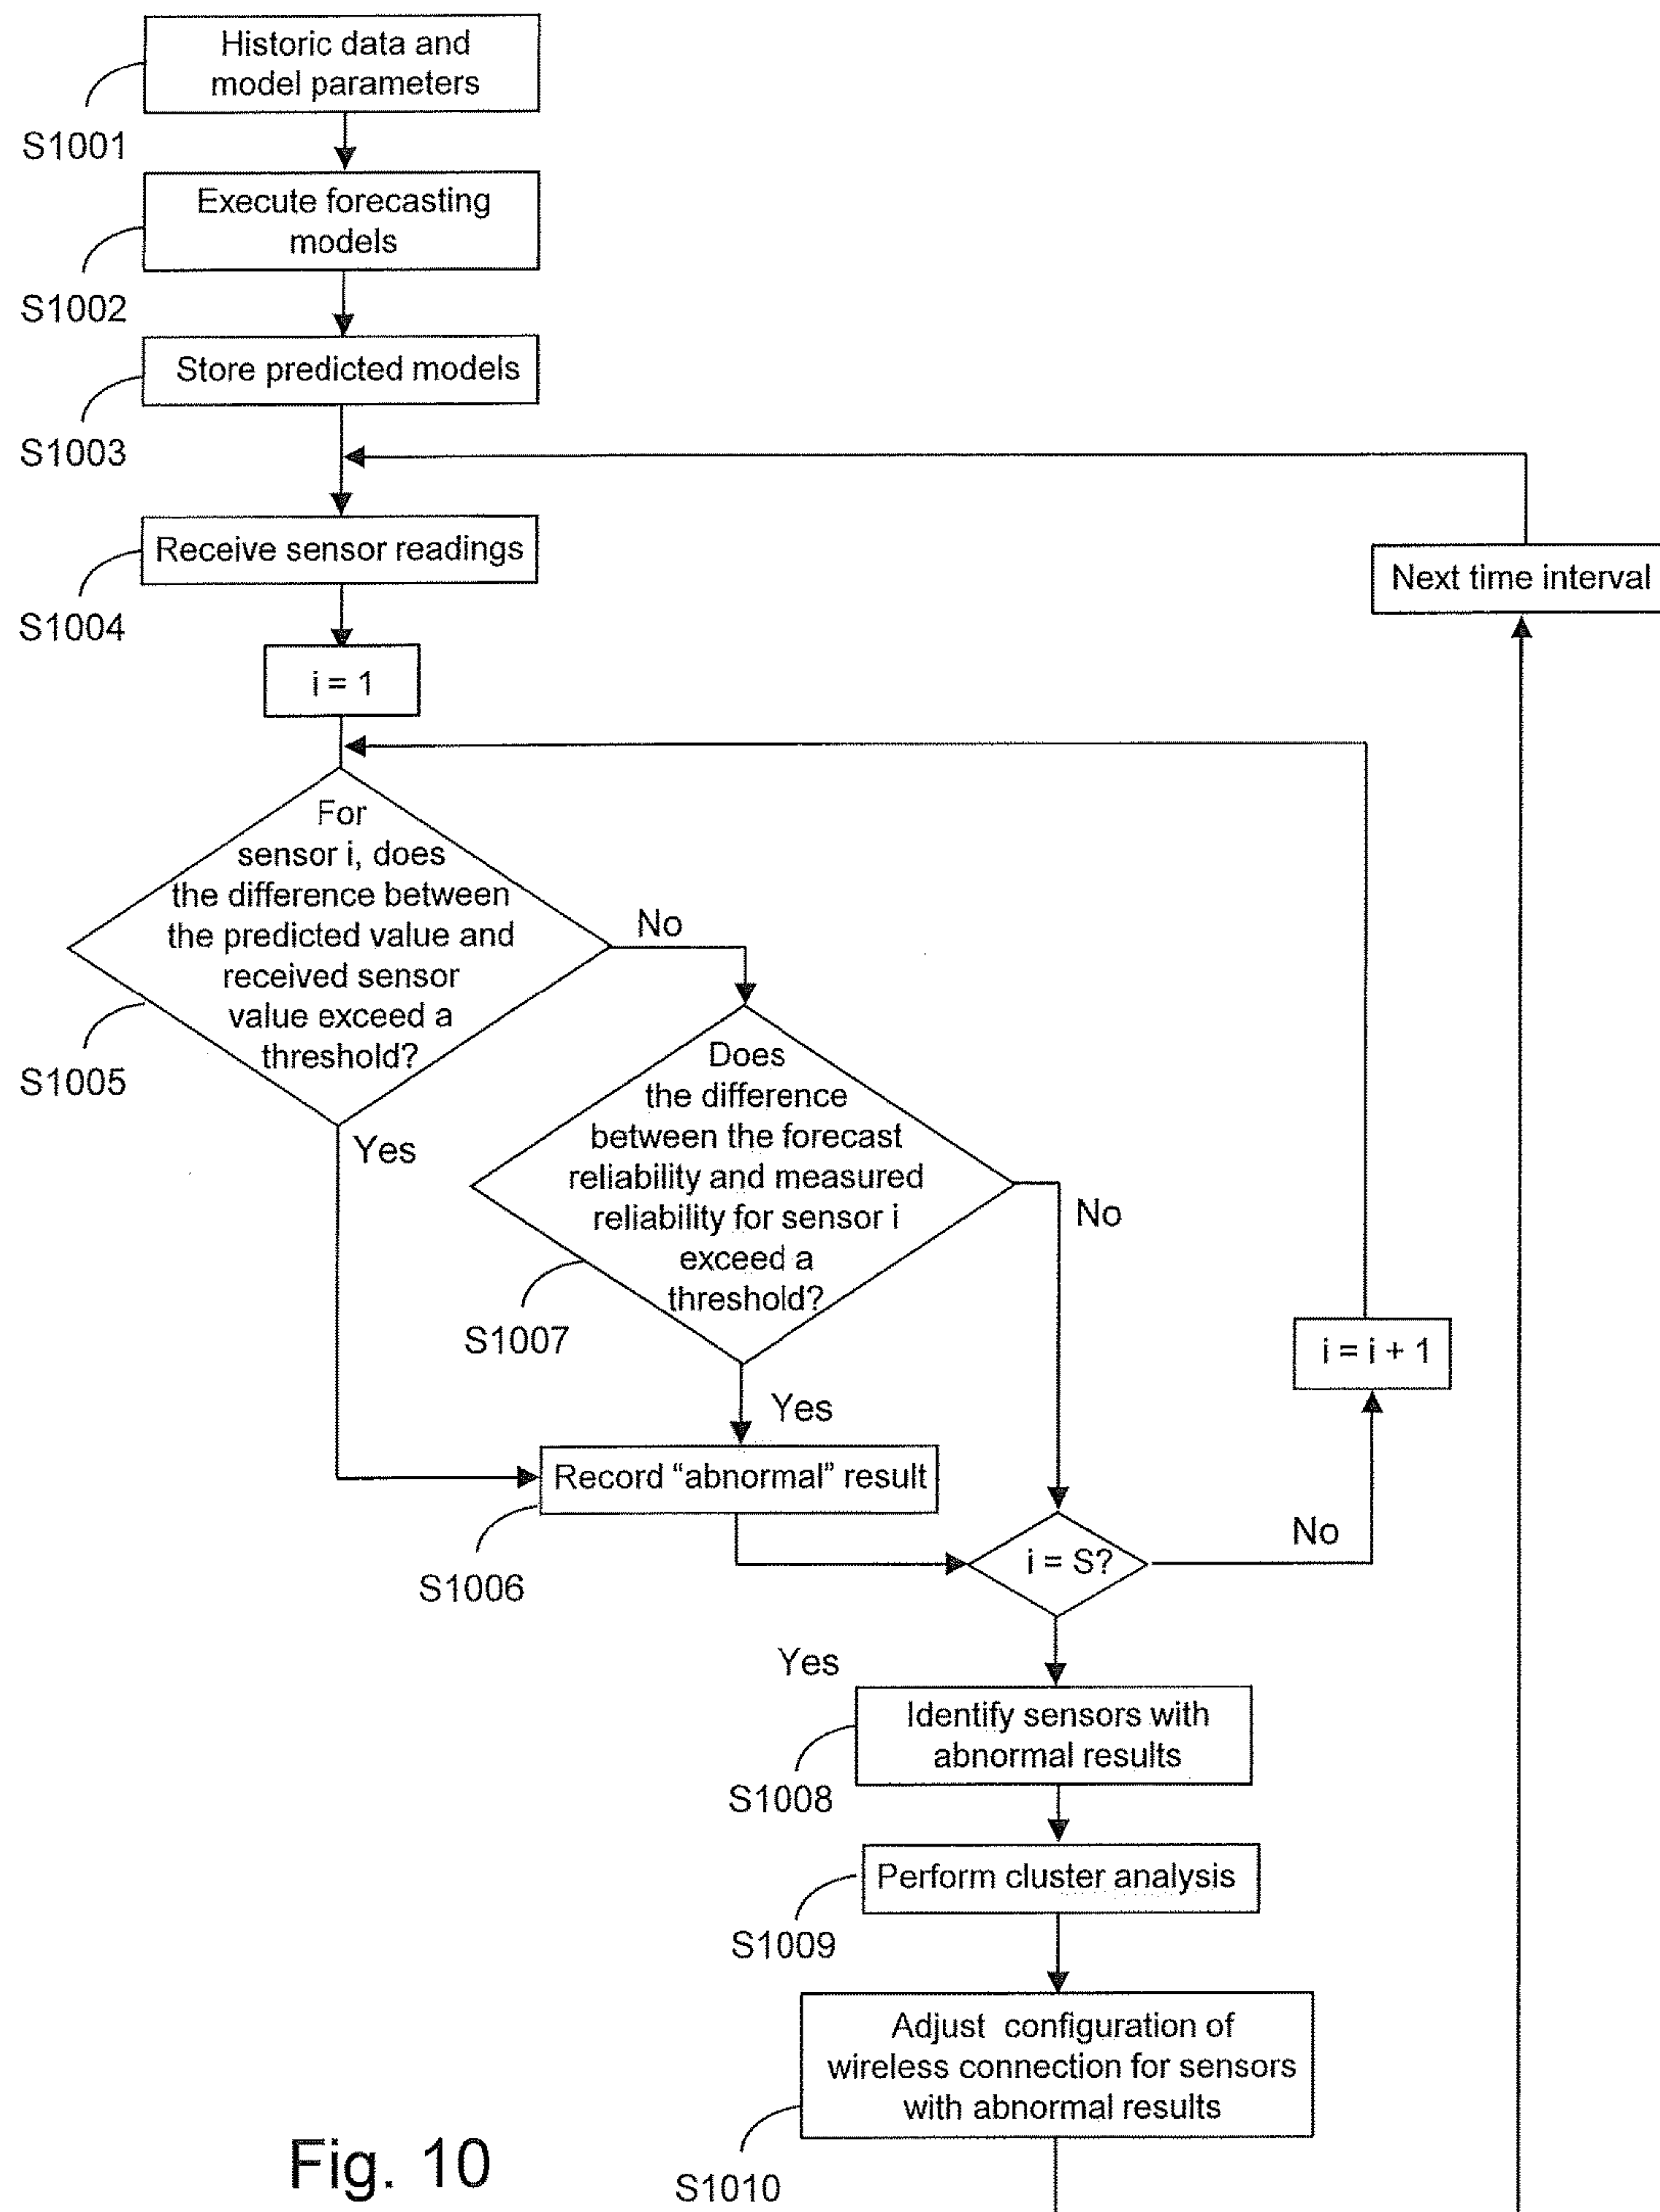 Historic data and
model parameters
S1001
Execute forecasting
models
S1002
Store predicted models
S1003
Receive sensor readings
S1004
Next time interval
i = 1
For
sensor i, does
the difference between
the predicted value and
received sensor
value exceed a
threshold?
S1005
No
Yes
Does
the difference
between the forecast
reliability and measured
reliability for sensor i
exceed a
threshold?
S1007
No
Yes
i = i + 1
Record “abnormal” result
S1006
i = S?
No
Yes
Identify sensors with
abnormal results
S1008
Perform cluster analysis
S1009
Adjust configuration of
wireless connection for sensors
with abnormal results
S1010
Fig. 10